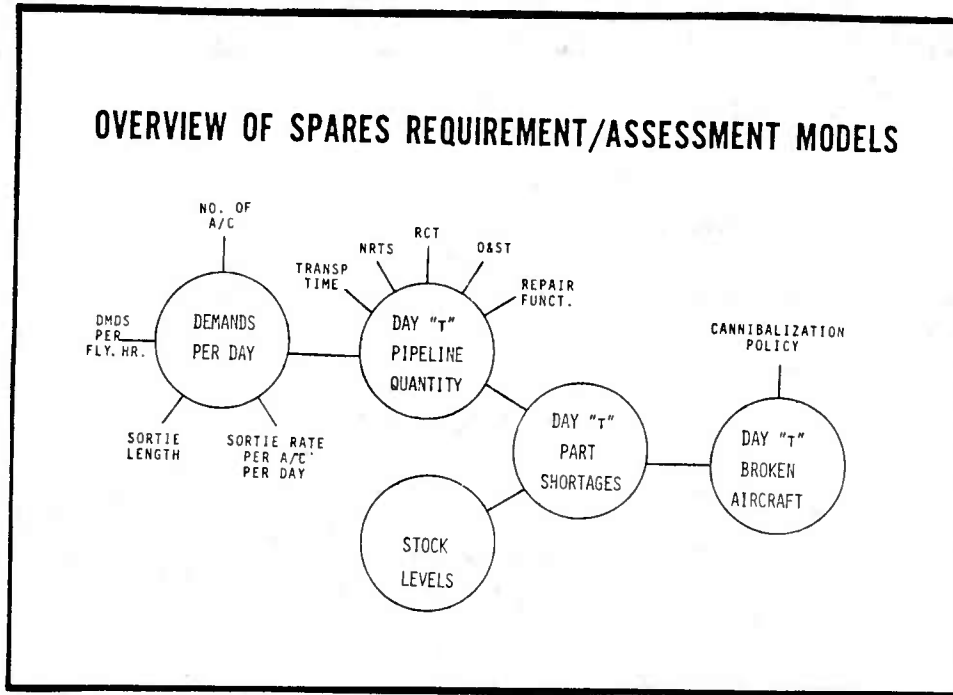 OVERVIEW OF SPARES REQUIREMENT/ASSESSMENT MODELS
NO. OF
A/C
DMDS
PER
FLY. HR.
DEMANDS
PER DAY
SORTIE
LENGTH
SORTIE RATE
PER A/C
PER DAY
TRANSP
TIME
NRTS
RCT
O&ST
REPAIR
FUNCT.
DAY "T"
PIPELINE
QUANTITY
STOCK
LEVELS
DAY "T"
PART
SHORTAGES
CANNIBALIZATION
POLICY
DAY "T"
BROKEN
AIRCRAFT